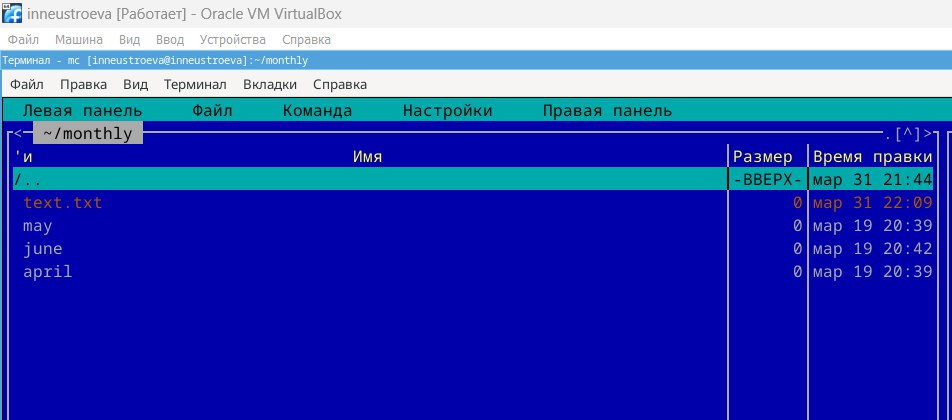 inneustroeva [Работает] - Oracle VM VirtualBox
Файл Машина Вид Ввод Устройства Справка
Терминал - mc [inneustroeva@inneustroeva]:~/monthly
Файл Правка Вид Терминал Вкладки Справка
Левая панель Файл Команда Настройки Правая панель
<- ~/monthly .[^]>
'и Имя Размер Время правки
/.. -ВВЕРХ- мар 31 21:44
text.txt 0 мар 31 22:09
may 0 мар 19 20:39
june 0 мар 19 20:42
april 0 мар 19 20:39